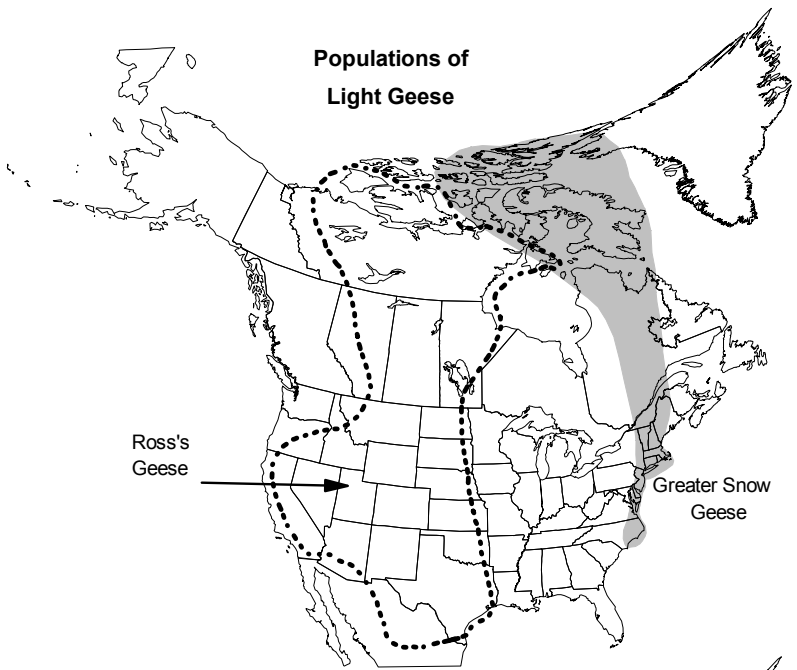 Populations of
Light Geese
Ross's
Geese
Greater Snow
Geese